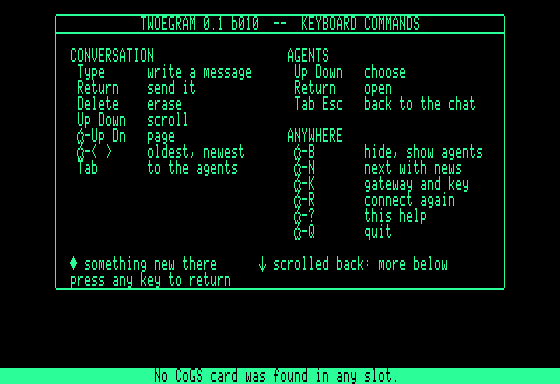 TWOEGRAM 0.1 b010 -- KEYBOARD COMMANDS
CONVERSATION
Type write a message
Return send it
Delete erase
Up Down scroll
-Up Dn page
-< > oldest, newest
Tab to the agents
AGENTS
Up Down choose
Return open
Tab Esc back to the chat
ANYWHERE
-B hide, show agents
-N next with news
-K gateway and key
-R connect again
-? this help
-Q quit
♦ something new there ↓ scrolled back: more below
press any key to return
No CoGS card was found in any slot.